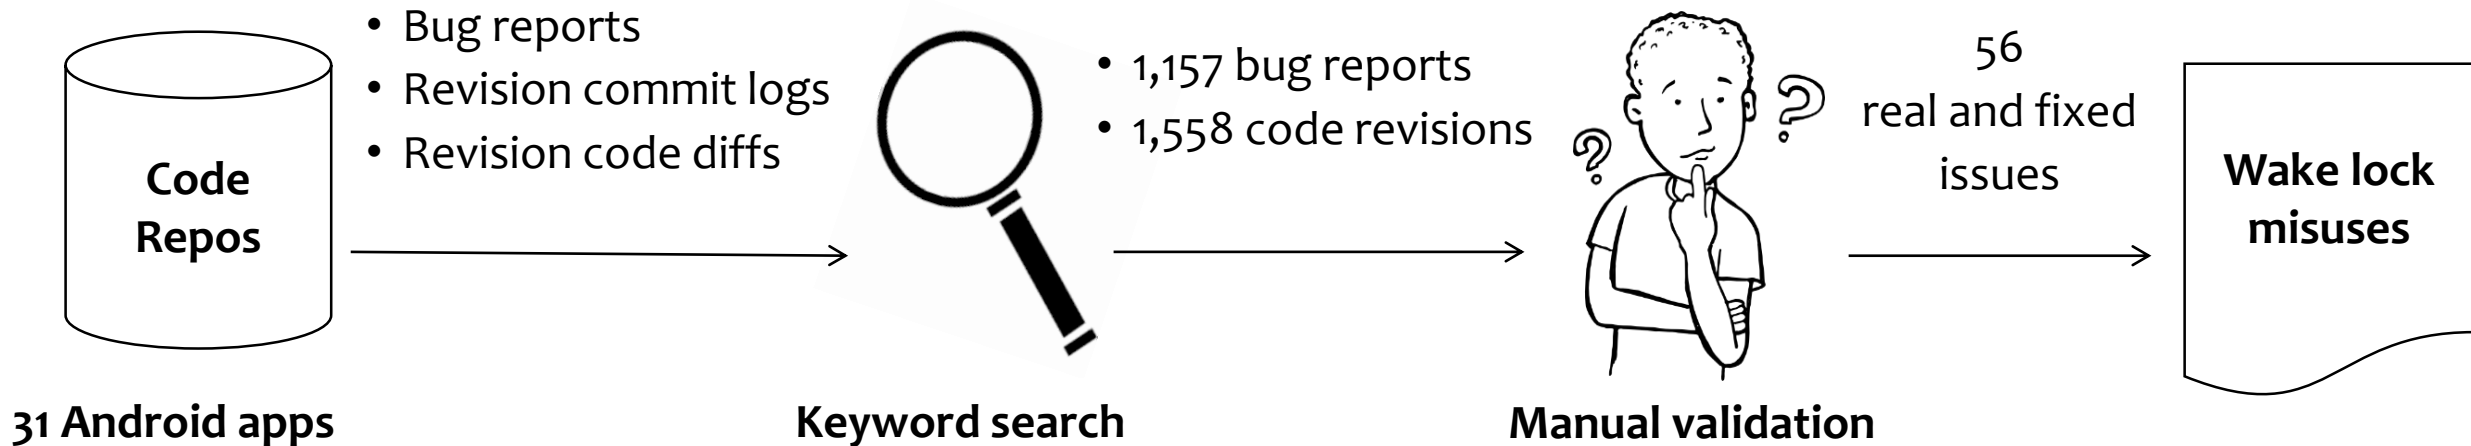 Code
Repos
31 Android apps
• Bug reports
• Revision commit logs
• Revision code diffs
Keyword search
• 1,157 bug reports
• 1,558 code revisions
? ?
Manual validation
56
real and fixed
issues
Wake lock
misuses